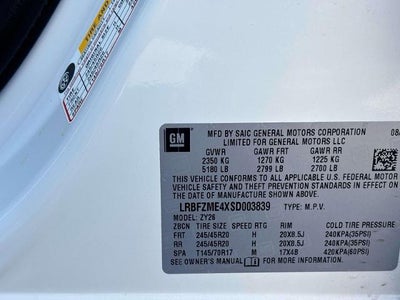 TIRE AND
GM
MFD BY SAIC GENERAL MOTORS CORPORATION 08/
LIMITED FOR GENERAL MOTORS LLC
GVWR GAWR FRT GAWR RR
2350 KG 1270 KG 1225 KG
5180 LB 2799 LB 2700 LB
THIS VEHICLE CONFORMS TO ALL APPLICABLE U.S. FEDERAL MOTOR
VEHICLE SAFETY AND THEFT PREVENTION STANDARDS IN EFFECT ON
THE DATE OF MANUFACTURE SHOWN ABOVE.
LRBFZME4XSD003839 TYPE: M.P.V.
MODEL: ZY26
ZBCN TIRE SIZE SPEED RTG RIM COLD TIRE PRESSURE
FRT 245/45R20 H 20X8.5J 240KPA(35PSI)
RR 245/45R20 H 20X8.5J 240KPA(35PSI)
SPA T145/70R17 M 17X4B 420KPA(60PSI)
SEE OWNER'S MANUAL FOR MORE INFORMATION.